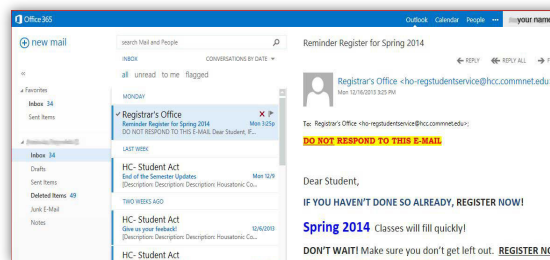 Office 365
Outlook Calendar People ••• your name
new mail
search Mail and People
INBOX CONVERSATIONS BY DATE
all unread to me flagged
«
Favorites
Inbox 34
Sent Items
Inbox 34
Drafts
Sent Items
Deleted Items 49
Junk E-Mail
Notes
MONDAY
Registrar's Office
Reminder Register for Spring 2014 Mon 3:25p
DO NOT RESPOND TO THIS E-MAIL Dear Student, IF...
LAST WEEK
HC- Student Act
End of the Semester Updates Mon 12/9
[Description: Description: Description: Housatonic Co...
TWO WEEKS AGO
HC- Student Act
Give us your feeback! 12/6/2013
[Description: Description: Description: Housatonic Co...
HC- Student Act
Reminder Register for Spring 2014
REPLY REPLY ALL F
Registrar's Office <ho-regstudentservice@hcc.commnet.edu>
Mon 12/16/2013 3:25 PM
To: Registrar's Office <ho-regstudentservice@hcc.commnet.edu>;
DO NOT RESPOND TO THIS E-MAIL
Dear Student,
IF YOU HAVEN'T DONE SO ALREADY, REGISTER NOW!
Spring 2014 Classes will fill quickly!
DON'T WAIT! Make sure you don't get left out. REGISTER NO